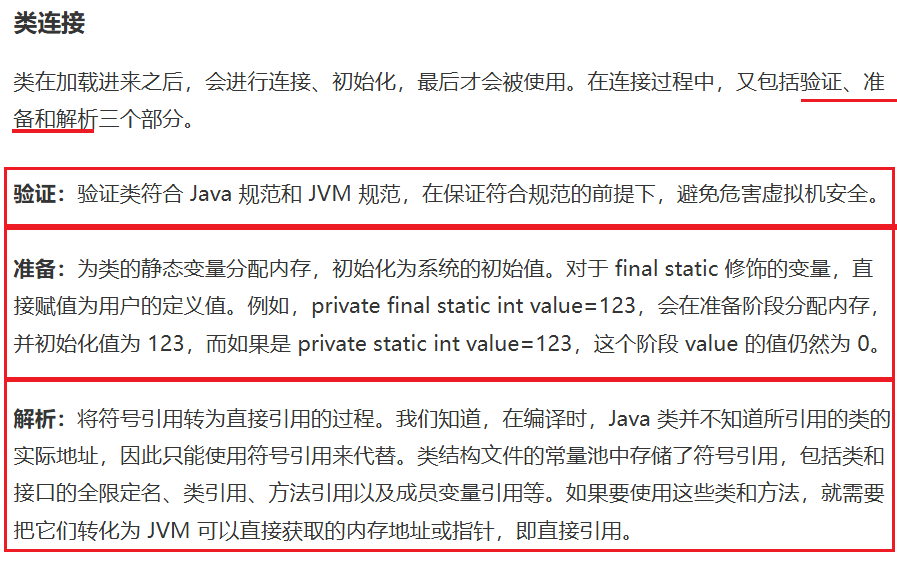 类连接
类在加载进来之后，会进行连接、初始化，最后才会被使用。在连接过程中，又包括验证、准
备和解析三个部分。
验证：验证类符合 Java 规范和 JVM 规范，在保证符合规范的前提下，避免危害虚拟机安全。
准备：为类的静态变量分配内存，初始化为系统的初始值。对于 final static 修饰的变量，直
接赋值为用户的定义值。例如，private final static int value=123，会在准备阶段分配内存，
并初始化值为 123，而如果是 private static int value=123，这个阶段 value 的值仍然为 0。
解析：将符号引用转为直接引用的过程。我们知道，在编译时，Java 类并不知道所引用的类的
实际地址，因此只能使用符号引用来代替。类结构文件的常量池中存储了符号引用，包括类和
接口的全限定名、类引用、方法引用以及成员变量引用等。如果要使用这些类和方法，就需要
把它们转化为 JVM 可以直接获取的内存地址或指针，即直接引用。